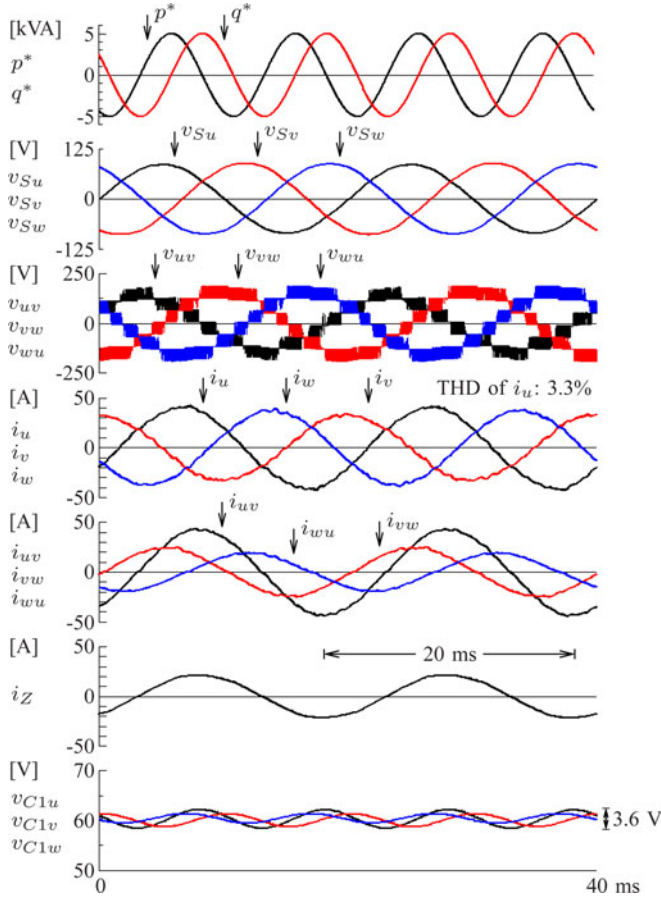 [kVA]
p* q*
5
p*
0
q*
-5
[V]
v_Su v_Sv v_Sw
125
v_Su
v_Sv
0
v_Sw
-125
[V]
v_uv v_vw v_wu
250
v_uv
v_vw
0
v_wu
-250
[A]
i_u i_w i_v THD of i_u: 3.3%
50
i_u
i_v
0
i_w
-50
[A]
i_uv i_wu i_vw
50
i_uv
i_vw
0
i_wu
-50
[A]
50
20 ms
i_Z
0
-50
[V]
70
v_C1u
v_C1v
60
3.6 V
v_C1w
50
0 40 ms